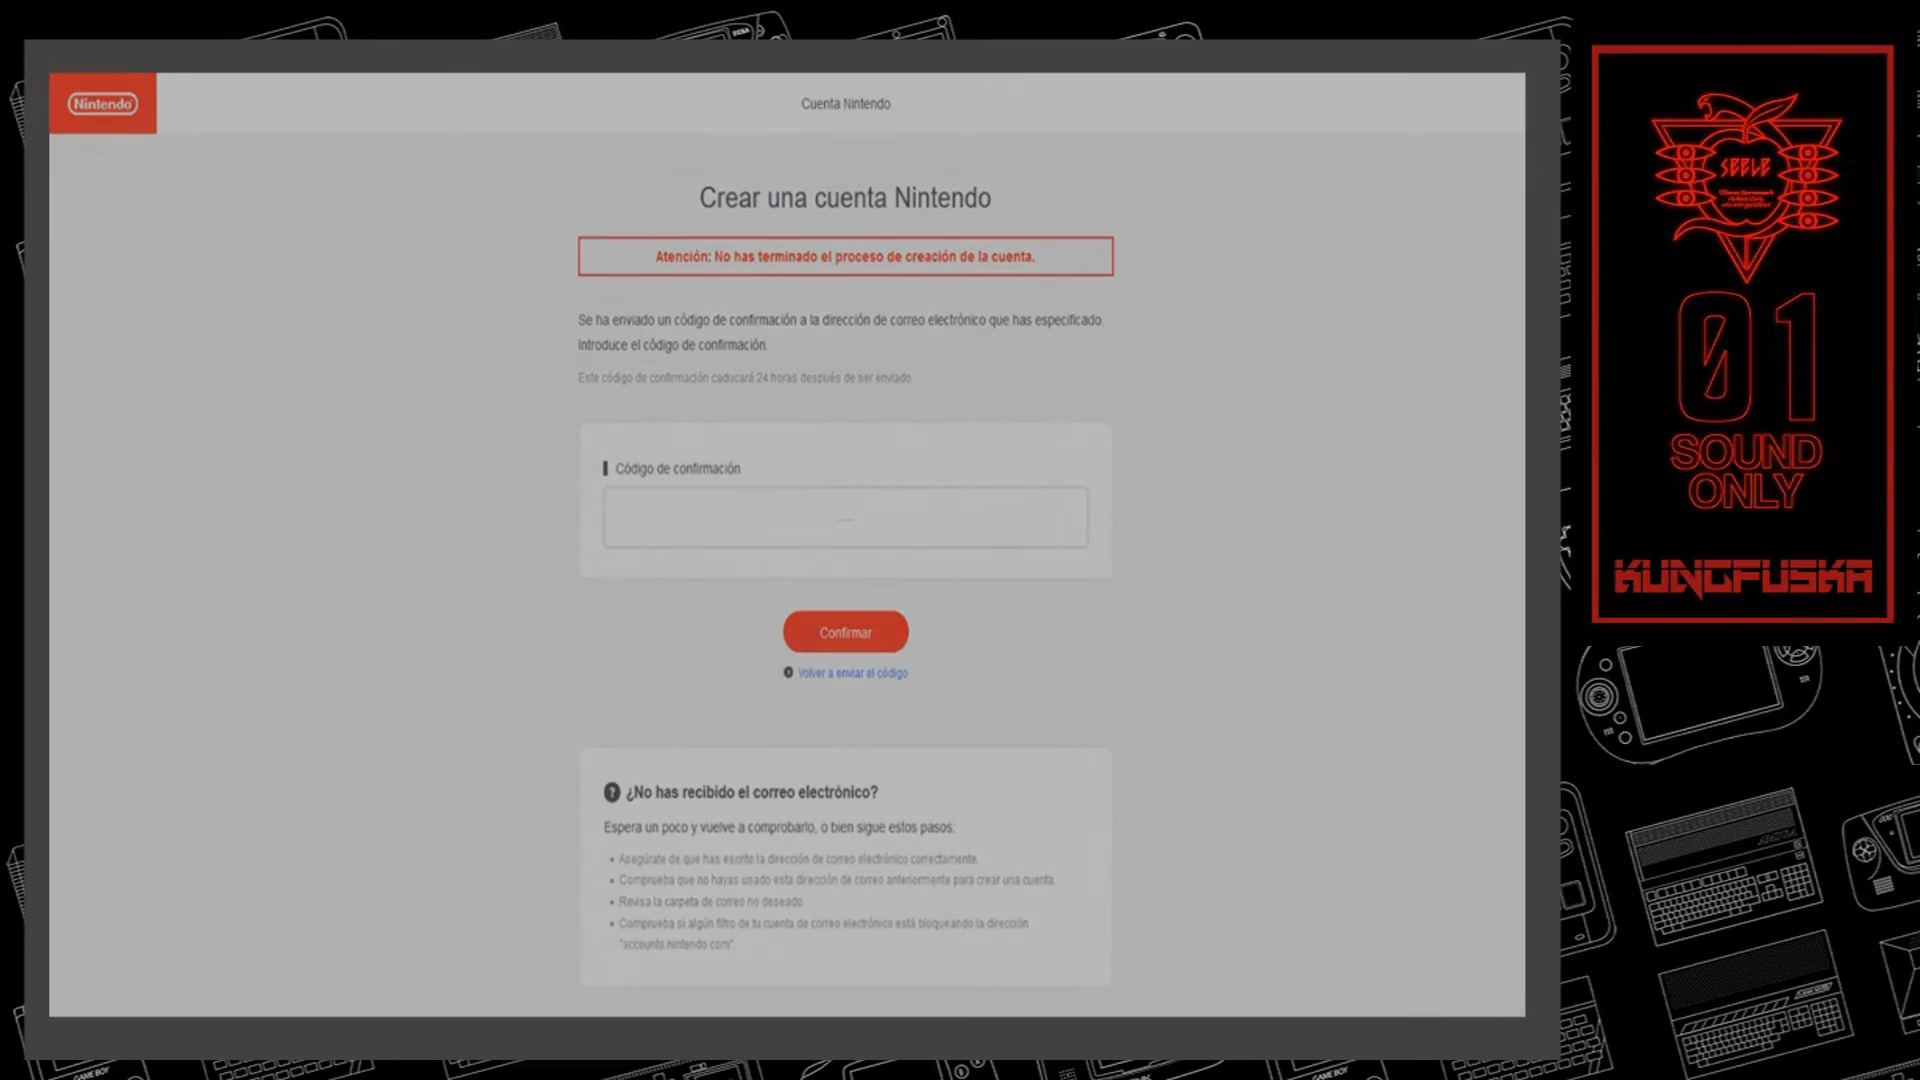 Nintendo
Cuenta Nintendo
Crear una cuenta Nintendo
Atención: No has terminado el proceso de creación de la cuenta.
Se ha enviado un código de confirmación a la dirección de correo electrónico que has especificado.
Introduce el código de confirmación.
Este código de confirmación caducará 24 horas después de ser enviado.
Código de confirmación
Confirmar
Volver a enviar el código
¿No has recibido el correo electrónico?
Espera un poco y vuelve a comprobarlo, o bien sigue estos pasos:
• Asegúrate de que has escrito la dirección de correo electrónico correctamente.
• Comprueba que no hayas usado esta dirección de correo anteriormente para crear una cuenta.
• Revisa la carpeta de correo no deseado.
• Comprueba si algún filtro de tu cuenta de correo electrónico está bloqueando la dirección
"accounts.nintendo.com".
SEELE
01
SOUND
ONLY
KUNGFUSKA
SEGA
AMIGA
GAME BOY
GAME BOY